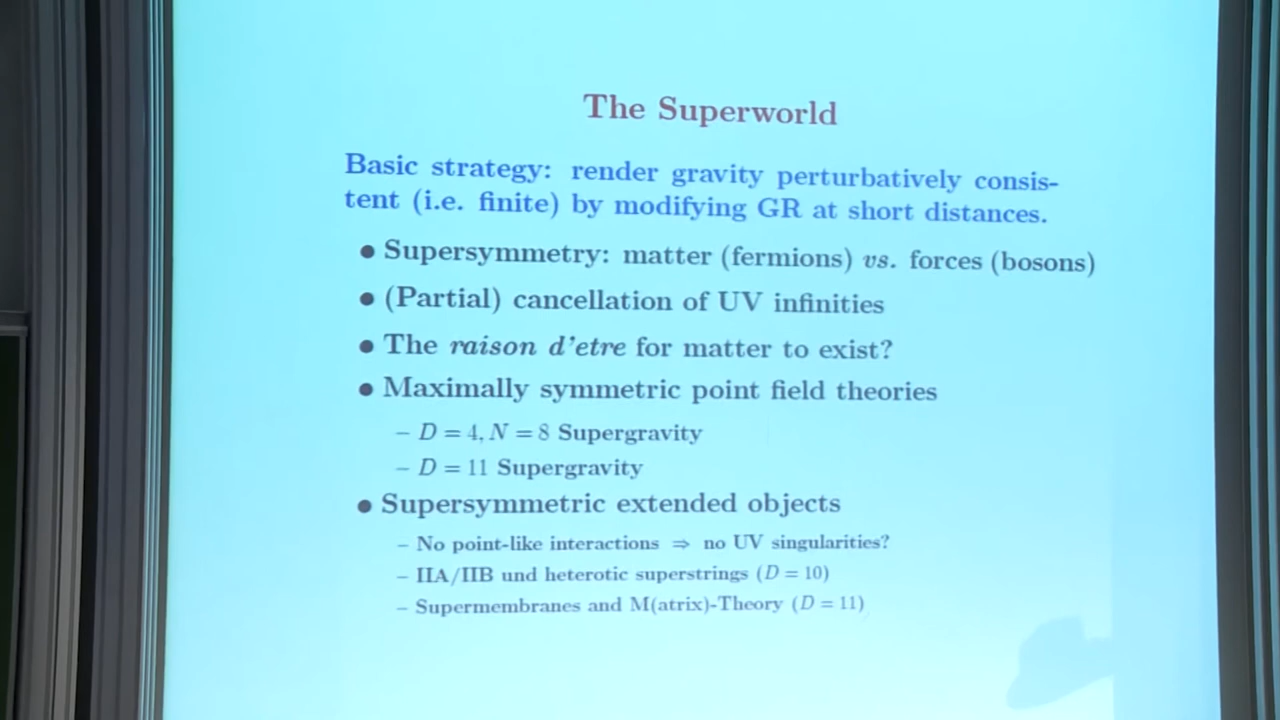 The Superworld
Basic strategy: render gravity perturbatively consis-
tent (i.e. finite) by modifying GR at short distances.
• Supersymmetry: matter (fermions) vs. forces (bosons)
• (Partial) cancellation of UV infinities
• The raison d'etre for matter to exist?
• Maximally symmetric point field theories
– D = 4, N = 8 Supergravity
– D = 11 Supergravity
• Supersymmetric extended objects
– No point-like interactions ⇒ no UV singularities?
– IIA/IIB und heterotic superstrings (D = 10)
– Supermembranes and M(atrix)-Theory (D = 11)